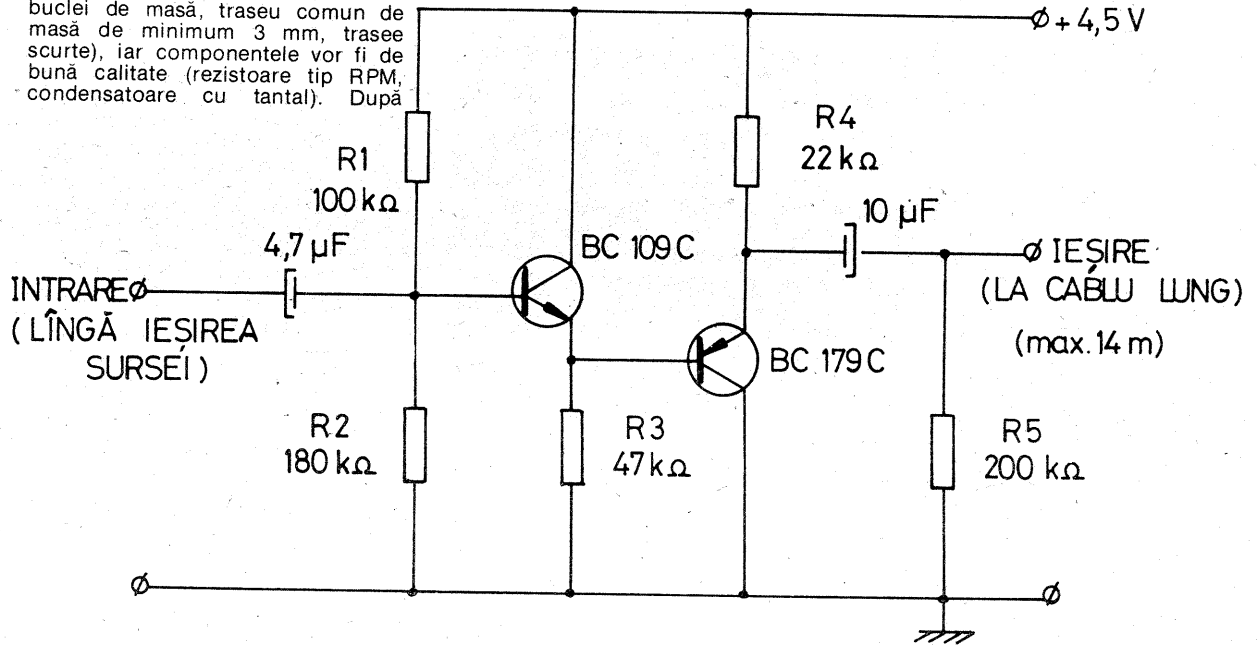 buclei de masă, traseu comun de
masă de minimum 3 mm, trasee
scurte), iar componentele vor fi de
bună calitate (rezistoare tip RPM,
condensatoare cu tantal). După
+ 4,5 V
R1
100 kΩ
R4
22 kΩ
4,7 µF
BC 109 C
10 µF
INTRARE
(LÎNGĂ IEȘIREA
SURSEI)
IEȘIRE
(LA CABLU LUNG)
(max. 14 m)
BC 179 C
R2
180 kΩ
R3
47 kΩ
R5
200 kΩ